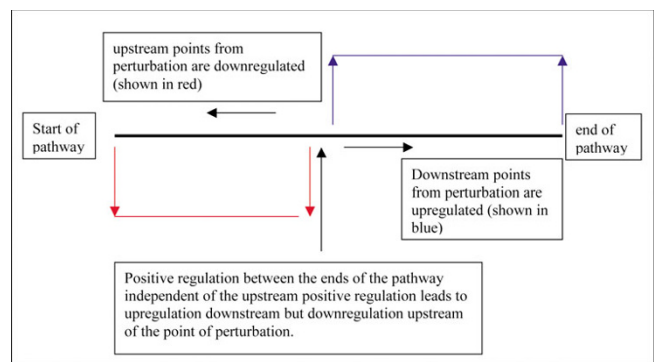 upstream points from
perturbation are downregulated
(shown in red)
Start of
pathway
end of
pathway
Downstream points
from perturbation are
upregulated (shown in
blue)
Positive regulation between the ends of the pathway
independent of the upstream positive regulation leads to
upregulation downstream but downregulation upstream
of the point of perturbation.